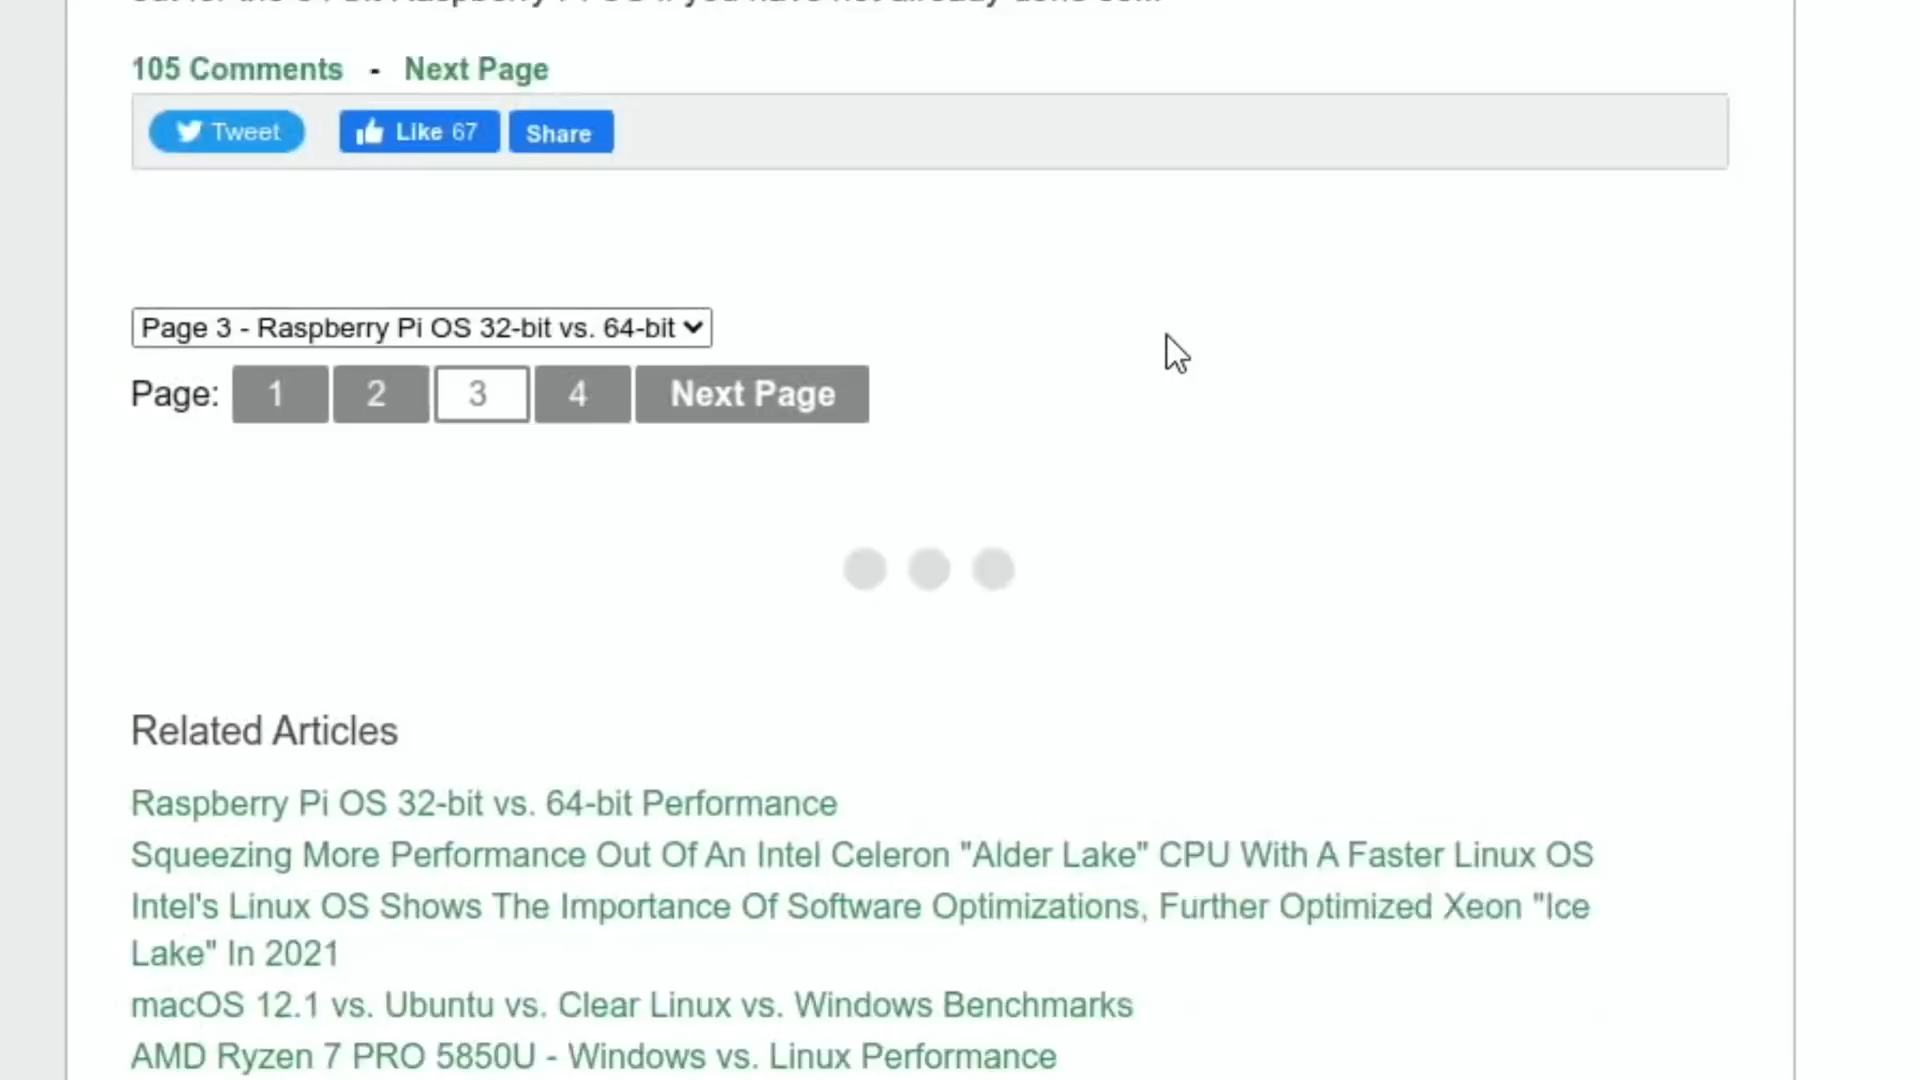 105 Comments - Next Page
Tweet Like 67 Share
Page 3 - Raspberry Pi OS 32-bit vs. 64-bit
Page: 1 2 3 4 Next Page
Related Articles
Raspberry Pi OS 32-bit vs. 64-bit Performance
Squeezing More Performance Out Of An Intel Celeron "Alder Lake" CPU With A Faster Linux OS
Intel's Linux OS Shows The Importance Of Software Optimizations, Further Optimized Xeon "Ice
Lake" In 2021
macOS 12.1 vs. Ubuntu vs. Clear Linux vs. Windows Benchmarks
AMD Ryzen 7 PRO 5850U - Windows vs. Linux Performance